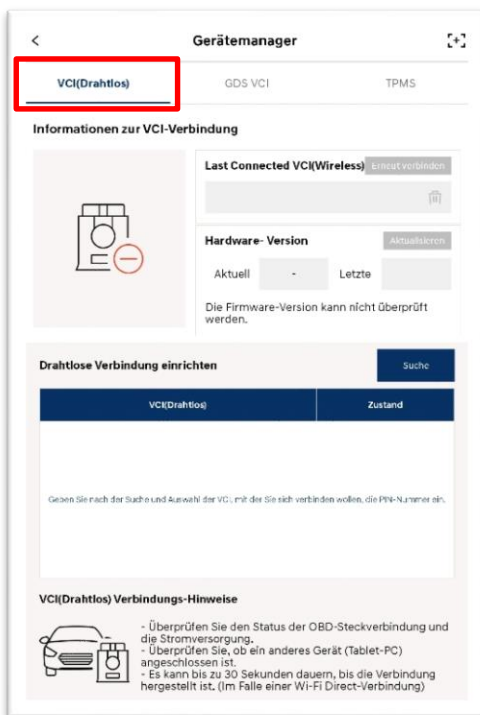 Gerätemanager
VCI(Drahtlos)
GDS VCI
TPMS
Informationen zur VCI-Verbindung
Last Connected VCI(Wireless)
Erneut verbinden
Hardware- Version
Aktualisieren
Aktuell
-
Letzte
Die Firmware-Version kann nicht überprüft
werden.
Drahtlose Verbindung einrichten
Suche
VCI(Drahtlos)
Zustand
Geben Sie nach der Suche und Auswahl der VCI, mit der Sie sich verbinden wollen, die PIN-Nummer ein.
VCI(Drahtlos) Verbindungs-Hinweise
- Überprüfen Sie den Status der OBD-Steckverbindung und
die Stromversorgung.
- Überprüfen Sie, ob ein anderes Gerät (Tablet-PC)
angeschlossen ist.
- Es kann bis zu 30 Sekunden dauern, bis die Verbindung
hergestellt ist. (Im Falle einer Wi-Fi Direct-Verbindung)